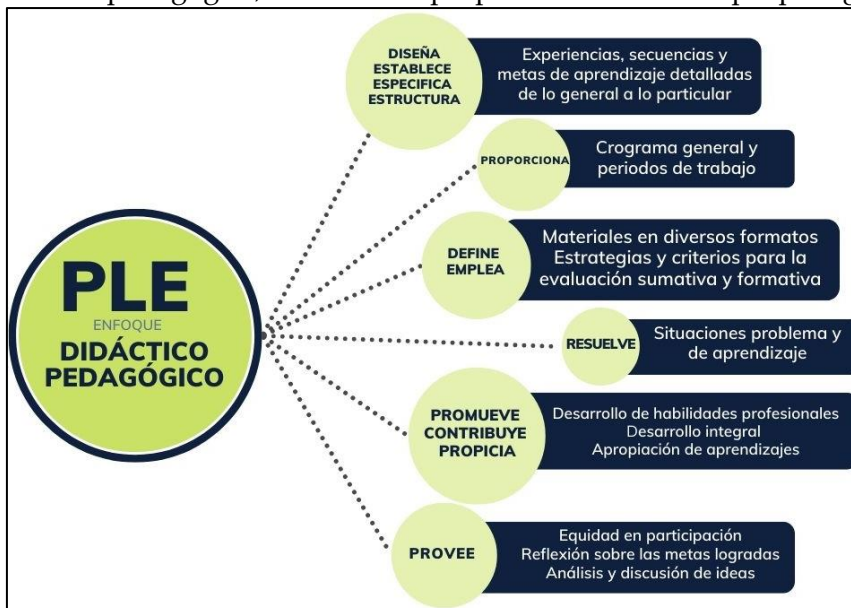 PLE
ENFOQUE
DIDÁCTICO
PEDAGÓGICO
DISEÑA
ESTABLECE
ESPECIFICA
ESTRUCTURA
Experiencias, secuencias y
metas de aprendizaje detalladas
de lo general a lo particular
PROPORCIONA
Crograma general y
periodos de trabajo
DEFINE
EMPLEA
Materiales en diversos formatos
Estrategias y criterios para la
evaluación sumativa y formativa
RESUELVE
Situaciones problema y
de aprendizaje
PROMUEVE
CONTRIBUYE
PROPICIA
Desarrollo de habilidades profesionales
Desarrollo integral
Apropiación de aprendizajes
PROVEE
Equidad en participación
Reflexión sobre las metas logradas
Análisis y discusión de ideas